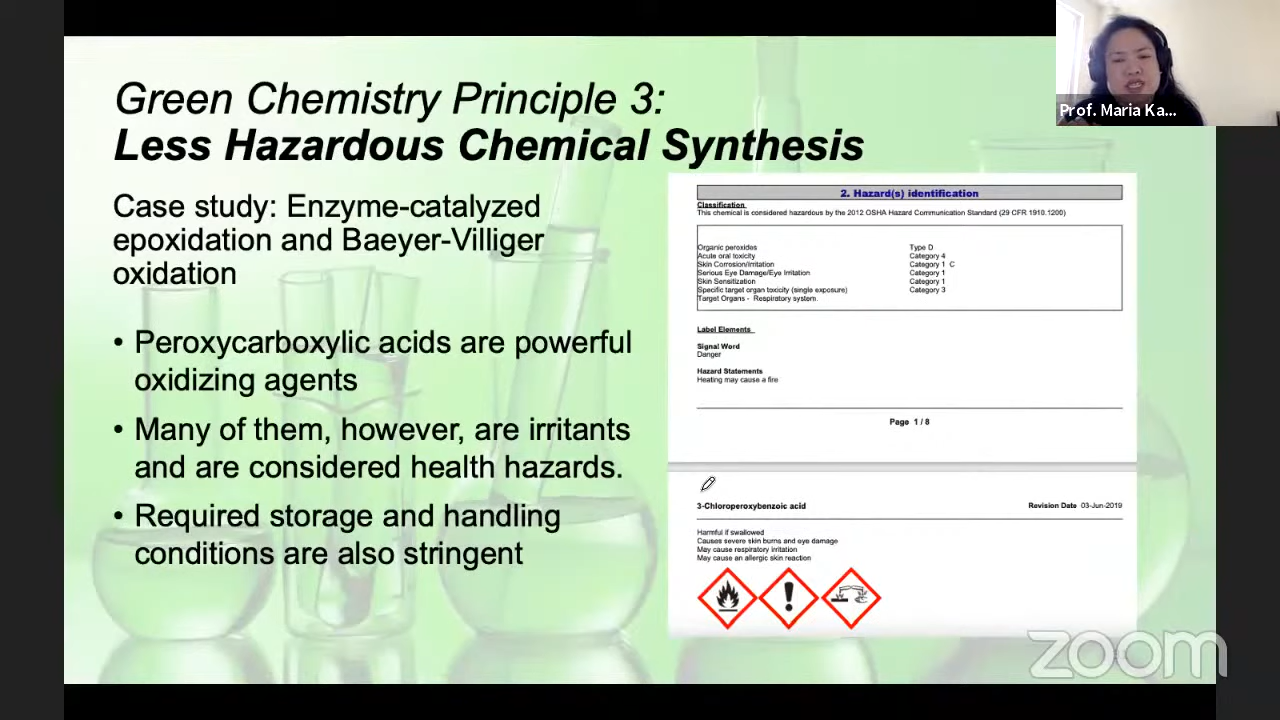 Green Chemistry Principle 3:
Less Hazardous Chemical Synthesis
Case study: Enzyme-catalyzed
epoxidation and Baeyer-Villiger
oxidation
• Peroxycarboxylic acids are powerful
oxidizing agents
• Many of them, however, are irritants
and are considered health hazards.
• Required storage and handling
conditions are also stringent
2. Hazard(s) identification
Classification
This chemical is considered hazardous by the 2012 OSHA Hazard Communication Standard (29 CFR 1910.1200)
Organic peroxides Type D
Acute oral toxicity Category 4
Skin Corrosion/Irritation Category 1 C
Serious Eye Damage/Eye Irritation Category 1
Skin Sensitization Category 1
Specific target organ toxicity (single exposure) Category 3
Target Organs - Respiratory system.
Label Elements
Signal Word
Danger
Hazard Statements
Heating may cause a fire
Page 1 / 8
3-Chloroperoxybenzoic acid Revision Date 03-Jun-2019
Harmful if swallowed
Causes severe skin burns and eye damage
May cause respiratory irritation
May cause an allergic skin reaction
Prof. Maria Ka...
zoom